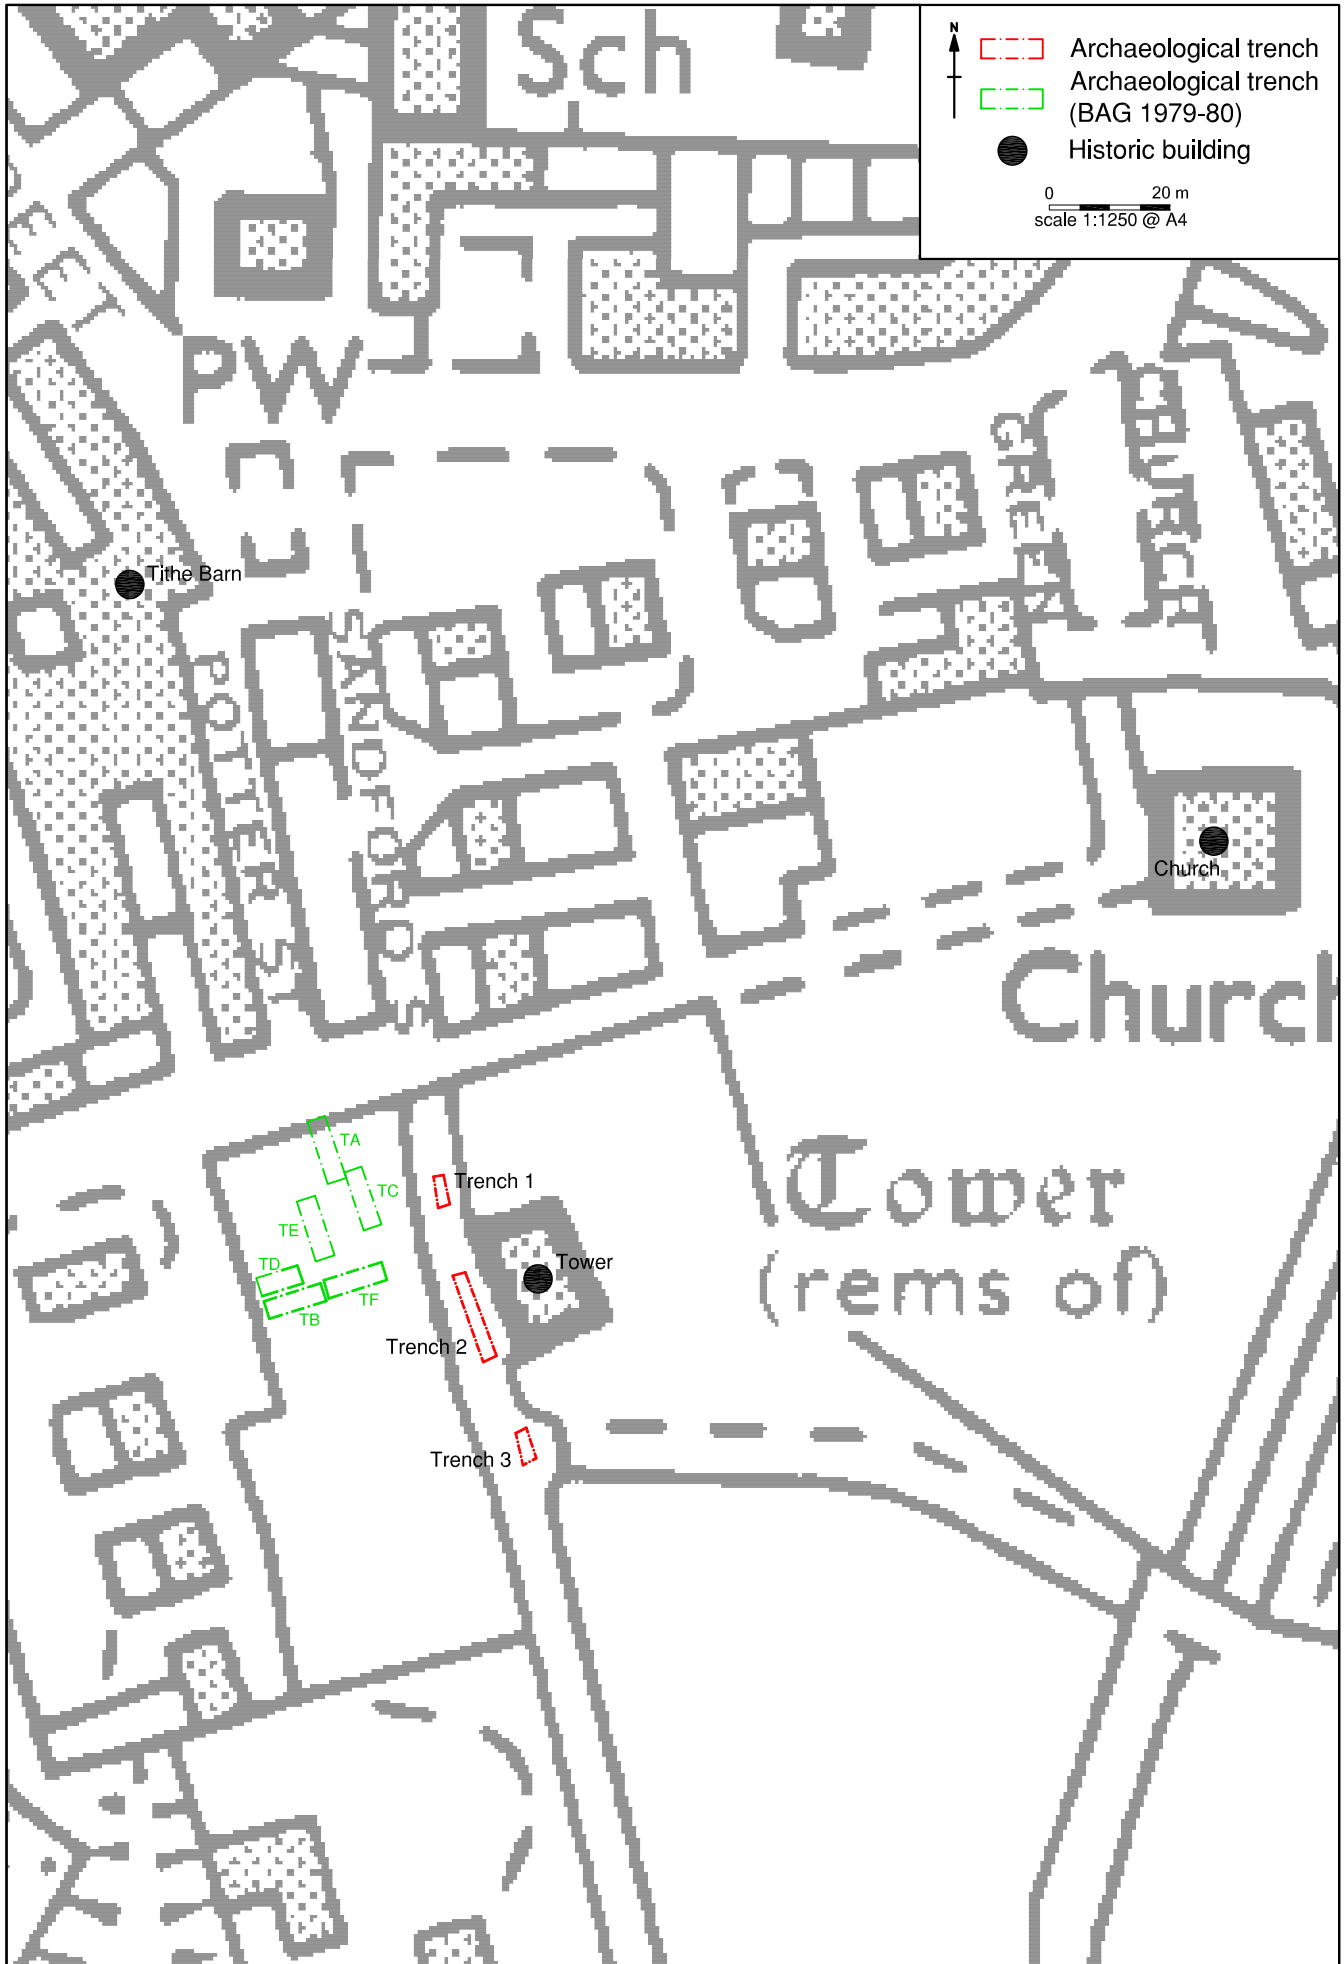 Sch
N
Archaeological trench
Archaeological trench
(BAG 1979-80)
Historic building
0 20 m
scale 1:1250 @ A4
PW
GREEN
CHURCH
Tithe Barn
POTTER ST
SANDFORD S
Church
Church
TA
TC
TE
TD
TB
TF
Trench 1
Tower
Trench 2
Trench 3
Tower
(rems of)